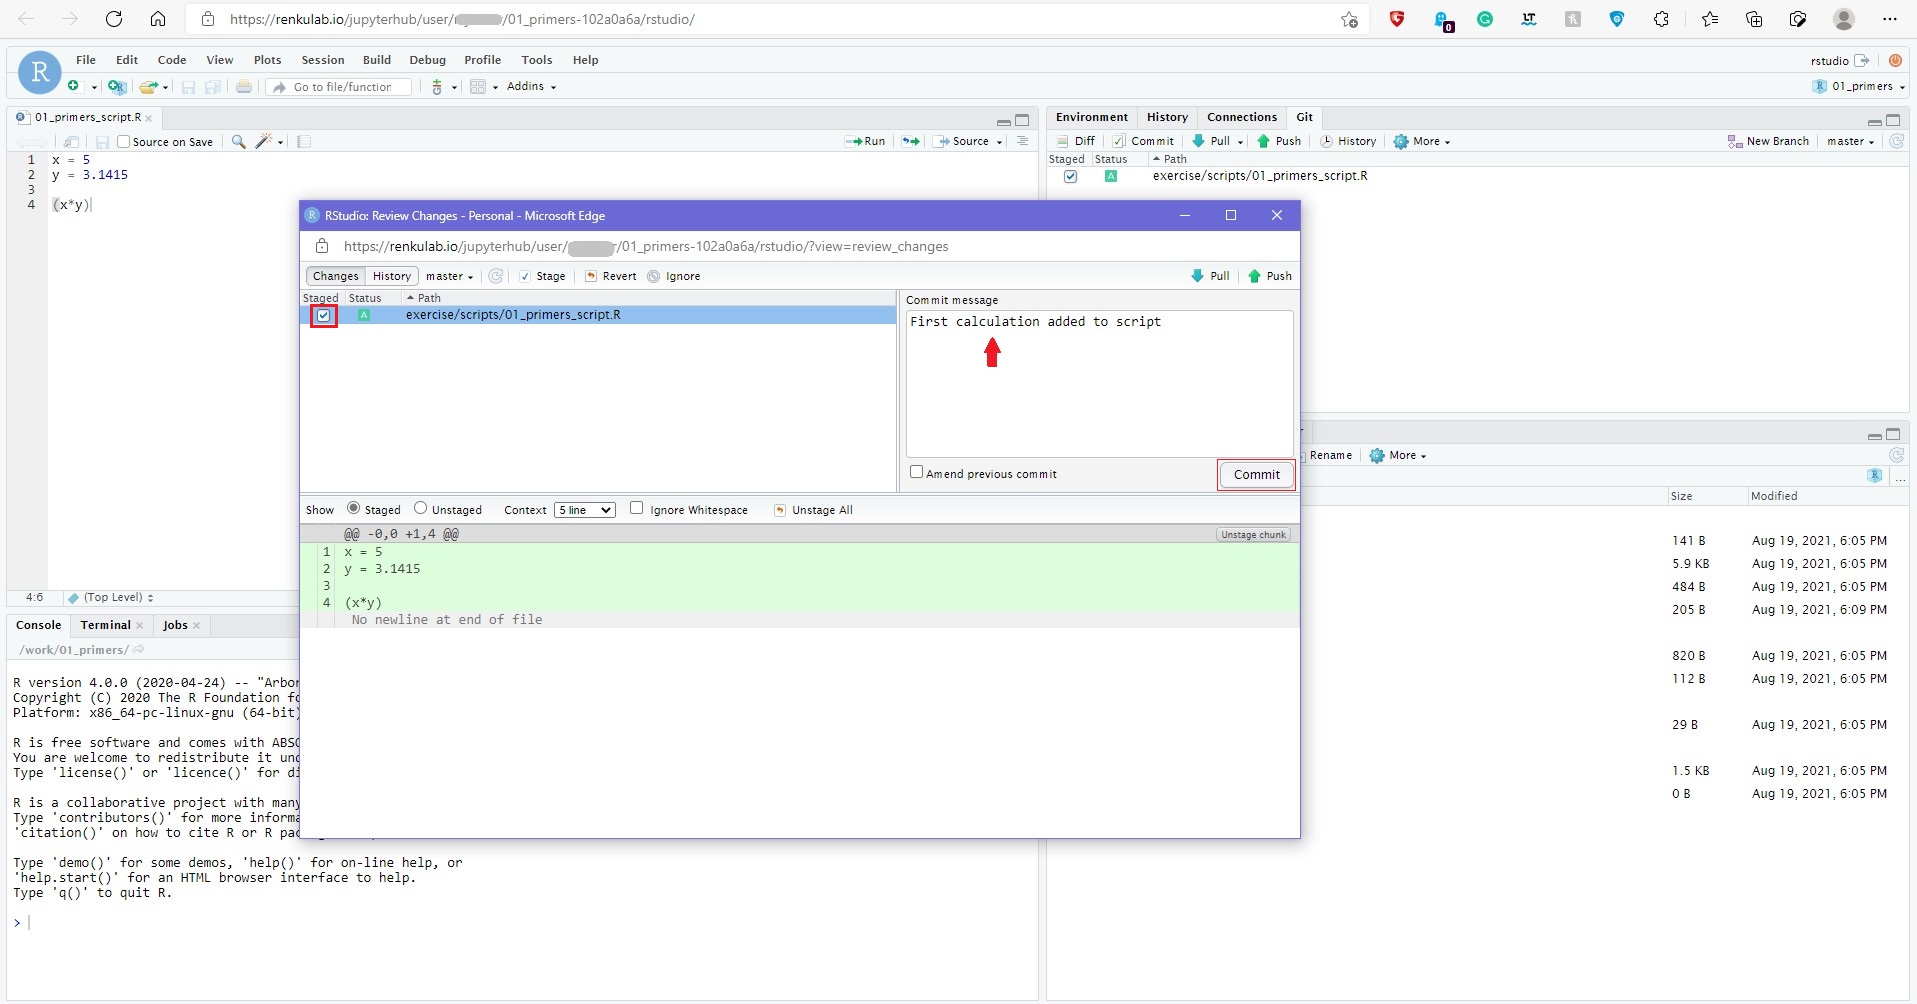 https://renkulab.io/jupyterhub/user/ /01_primers-102a0a6a/rstudio/
0
R
File Edit Code View Plots Session Build Debug Profile Tools Help
rstudio
Go to file/function
Addins
01_primers
01_primers_script.R
Source on Save
Run
Source
1 x = 5
2 y = 3.1415
3
4 (x*y)
4:6 (Top Level)
Environment History Connections Git
Diff Commit Pull Push History More New Branch master
Staged Status Path
A exercise/scripts/01_primers_script.R
RStudio: Review Changes - Personal - Microsoft Edge
https://renkulab.io/jupyterhub/user/ /01_primers-102a0a6a/rstudio/?view=review_changes
Changes History master Stage Revert Ignore Pull Push
Staged Status Path
A exercise/scripts/01_primers_script.R
Commit message
First calculation added to script
Amend previous commit
Commit
Show Staged Unstaged Context 5 line Ignore Whitespace Unstage All
@@ -0,0 +1,4 @@
Unstage chunk
1 x = 5
2 y = 3.1415
3
4 (x*y)
No newline at end of file
Console Terminal Jobs
/work/01_primers/
R version 4.0.0 (2020-04-24) -- "Arbor
Copyright (C) 2020 The R Foundation fo
Platform: x86_64-pc-linux-gnu (64-bit)
R is free software and comes with ABSO
You are welcome to redistribute it und
Type 'license()' or 'licence()' for di
R is a collaborative project with many
Type 'contributors()' for more informa
'citation()' on how to cite R or R pac
Type 'demo()' for some demos, 'help()' for on-line help, or
'help.start()' for an HTML browser interface to help.
Type 'q()' to quit R.
>
Rename More
...
Size Modified
141 B Aug 19, 2021, 6:05 PM
5.9 KB Aug 19, 2021, 6:05 PM
484 B Aug 19, 2021, 6:05 PM
205 B Aug 19, 2021, 6:09 PM
820 B Aug 19, 2021, 6:05 PM
112 B Aug 19, 2021, 6:05 PM
29 B Aug 19, 2021, 6:05 PM
1.5 KB Aug 19, 2021, 6:05 PM
0 B Aug 19, 2021, 6:05 PM